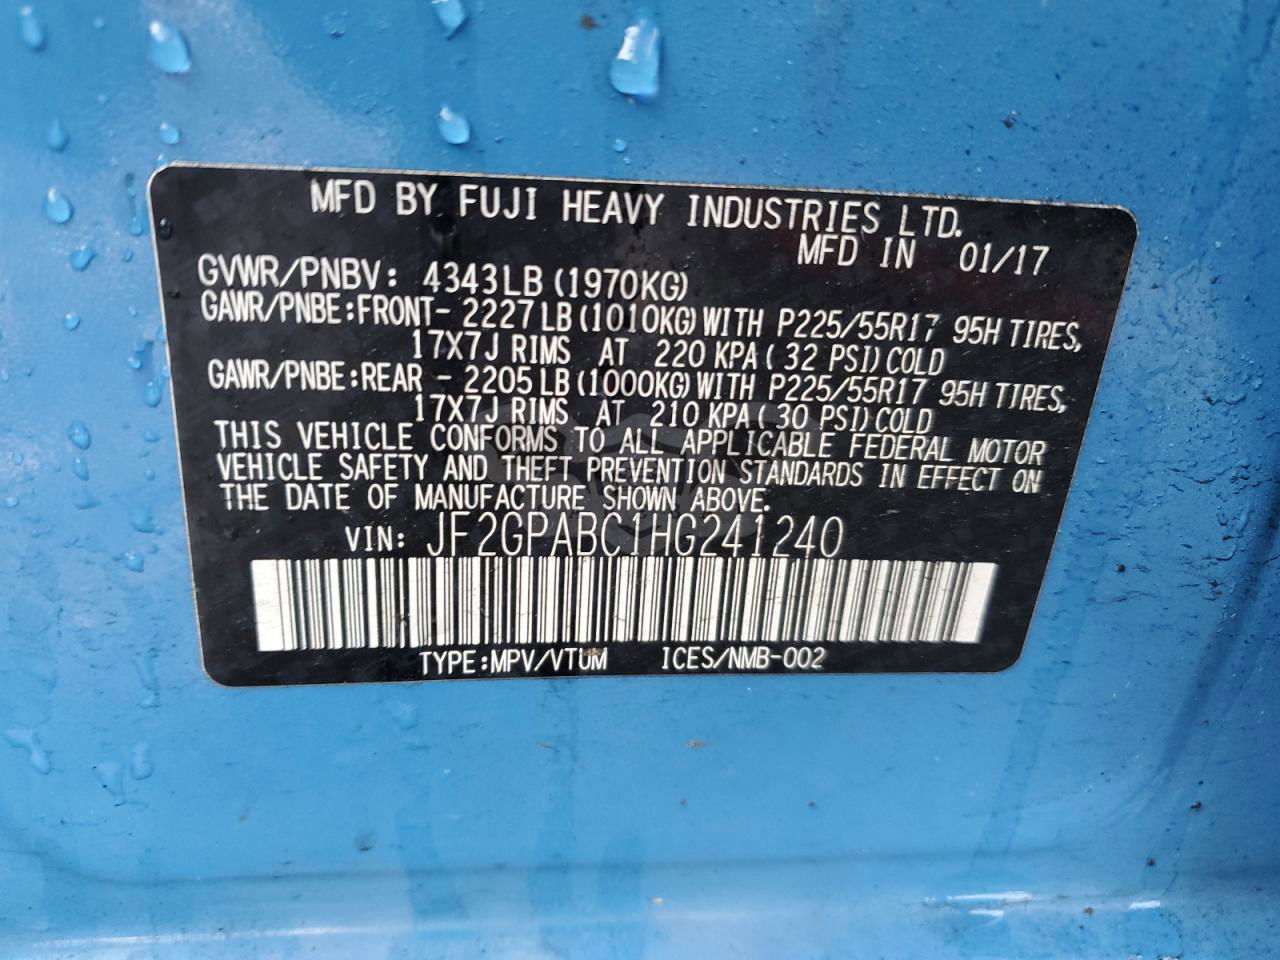 MFD BY FUJI HEAVY INDUSTRIES LTD.
MFD IN 01/17
GVWR/PNBV: 4343LB (1970KG)
GAWR/PNBE:FRONT- 2227LB(1010KG)WITH P225/55R17 95H TIRES,
17X7J RIMS AT 220 KPA( 32 PSI)COLD
GAWR/PNBE:REAR - 2205LB(1000KG)WITH P225/55R17 95H TIRES,
17X7J RIMS AT 210 KPA( 30 PSI)COLD
THIS VEHICLE CONFORMS TO ALL APPLICABLE FEDERAL MOTOR
VEHICLE SAFETY AND THEFT PREVENTION STANDARDS IN EFFECT ON
THE DATE OF MANUFACTURE SHOWN ABOVE.
VIN: JF2GPABC1HG241240
TYPE:MPV/VTUM ICES/NMB-002